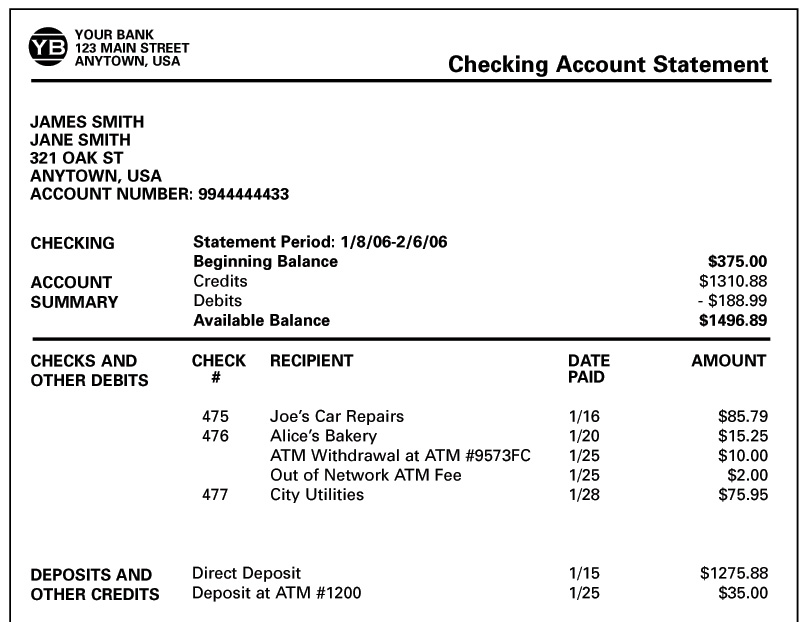 YB
YOUR BANK
123 MAIN STREET
ANYTOWN, USA
Checking Account Statement
JAMES SMITH
JANE SMITH
321 OAK ST
ANYTOWN, USA
ACCOUNT NUMBER: 9944444433
CHECKING Statement Period: 1/8/06-2/6/06
Beginning Balance $375.00
ACCOUNT Credits $1310.88
SUMMARY Debits - $188.99
Available Balance $1496.89
CHECKS AND CHECK RECIPIENT DATE AMOUNT
OTHER DEBITS # PAID
475 Joe's Car Repairs 1/16 $85.79
476 Alice's Bakery 1/20 $15.25
ATM Withdrawal at ATM #9573FC 1/25 $10.00
Out of Network ATM Fee 1/25 $2.00
477 City Utilities 1/28 $75.95
DEPOSITS AND Direct Deposit 1/15 $1275.88
OTHER CREDITS Deposit at ATM #1200 1/25 $35.00